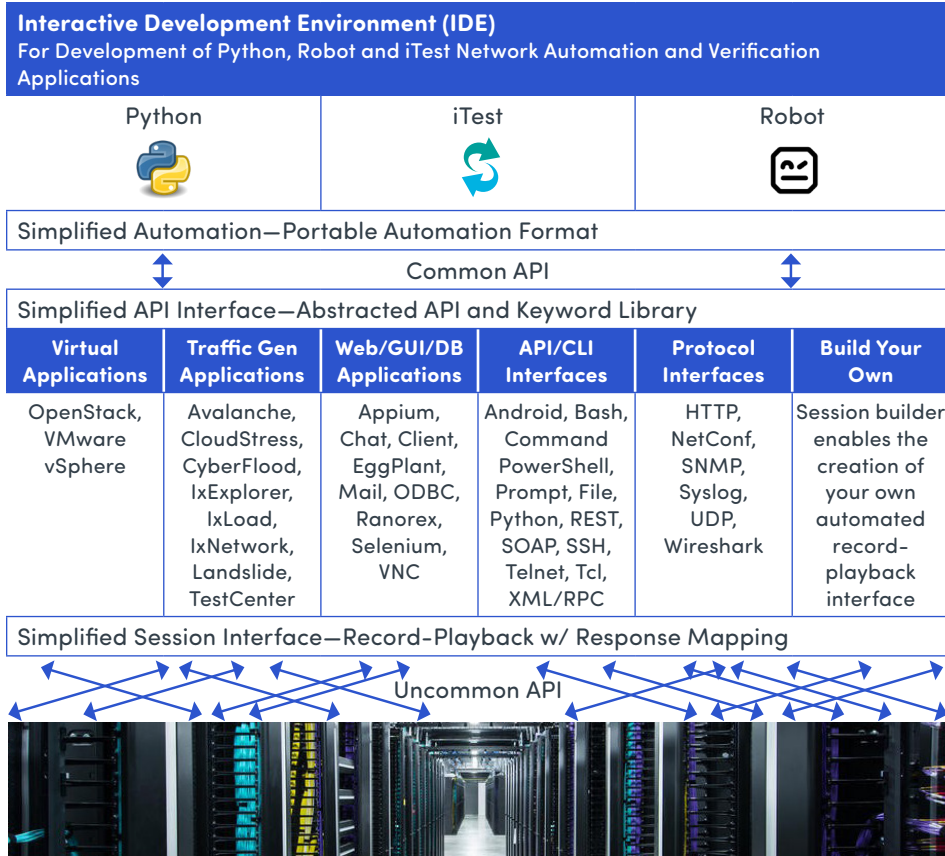 Interactive Development Environment (IDE)
For Development of Python, Robot and iTest Network Automation and Verification
Applications
Python
iTest
Robot
Simplified Automation—Portable Automation Format
Common API
Simplified API Interface—Abstracted API and Keyword Library
Virtual
Applications
Traffic Gen
Applications
Web/GUI/DB
Applications
API/CLI
Interfaces
Protocol
Interfaces
Build Your
Own
OpenStack,
VMware
vSphere
Avalanche,
CloudStress,
CyberFlood,
IxExplorer,
IxLoad,
IxNetwork,
Landslide,
TestCenter
Appium,
Chat, Client,
EggPlant,
Mail, ODBC,
Ranorex,
Selenium,
VNC
Android, Bash,
Command
PowerShell,
Prompt, File,
Python, REST,
SOAP, SSH,
Telnet, Tcl,
XML/RPC
HTTP,
NetConf,
SNMP,
Syslog,
UDP,
Wireshark
Session builder
enables the
creation of
your own
automated
record-
playback
interface
Simplified Session Interface—Record-Playback w/ Response Mapping
Uncommon API